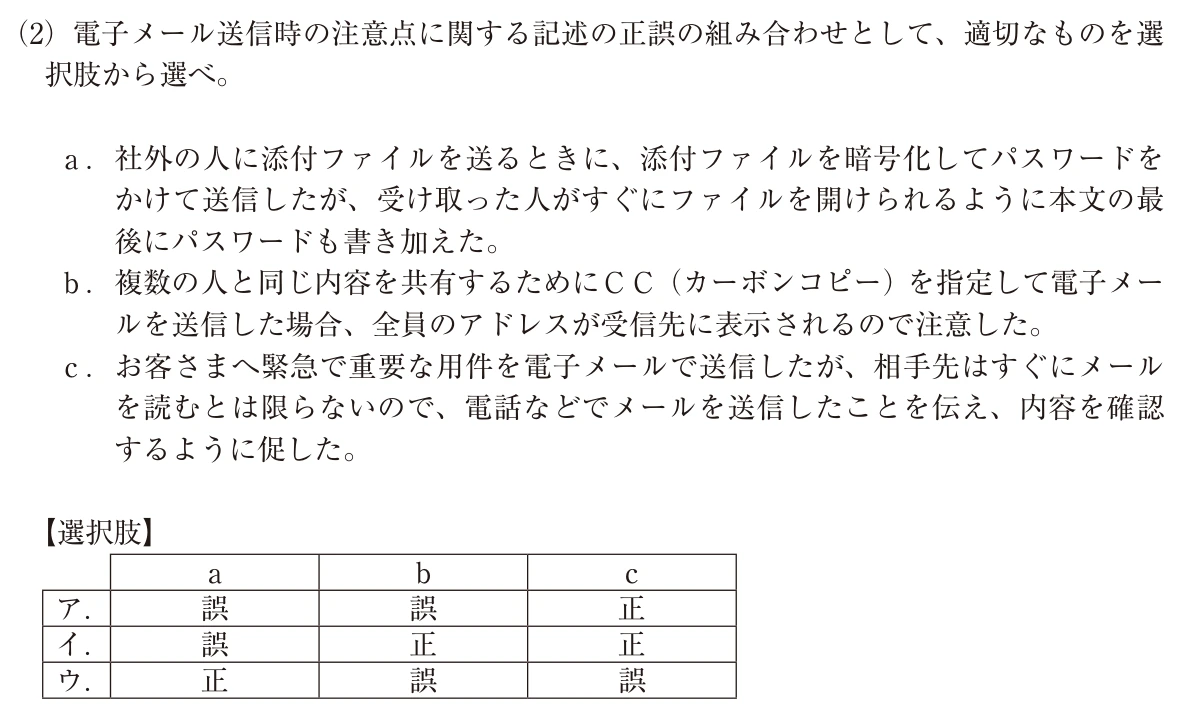 (2) 電子メール送信時の注意点に関する記述の正誤の組み合わせとして、適切なものを選
択肢から選べ。
a. 社外の人に添付ファイルを送るときに、添付ファイルを暗号化してパスワードを
かけて送信したが、受け取った人がすぐにファイルを開けられるように本文の最
後にパスワードも書き加えた。
b. 複数の人と同じ内容を共有するためにＣＣ（カーボンコピー）を指定して電子メー
ルを送信した場合、全員のアドレスが受信先に表示されるので注意した。
c. お客さまへ緊急で重要な用件を電子メールで送信したが、相手先はすぐにメール
を読むとは限らないので、電話などでメールを送信したことを伝え、内容を確認
するように促した。
【選択肢】
a b c
ア. 誤 誤 正
イ. 誤 正 正
ウ. 正 誤 誤